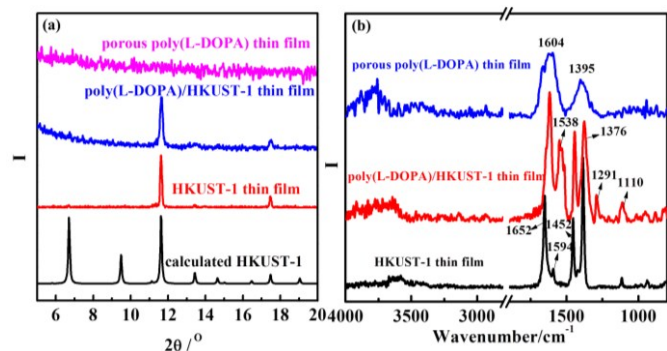 (a)
porous poly(L-DOPA) thin film
poly(L-DOPA)/HKUST-1 thin film
HKUST-1 thin film
calculated HKUST-1
I
6 8 10 12 14 16 18 20
2θ / °
(b)
1604
porous poly(L-DOPA) thin film
1395
1538
1376
poly(L-DOPA)/HKUST-1 thin film
1291
1110
1652
1452
1594
HKUST-1 thin film
I
4000 3500 3000 1500 1000
Wavenumber/cm⁻¹